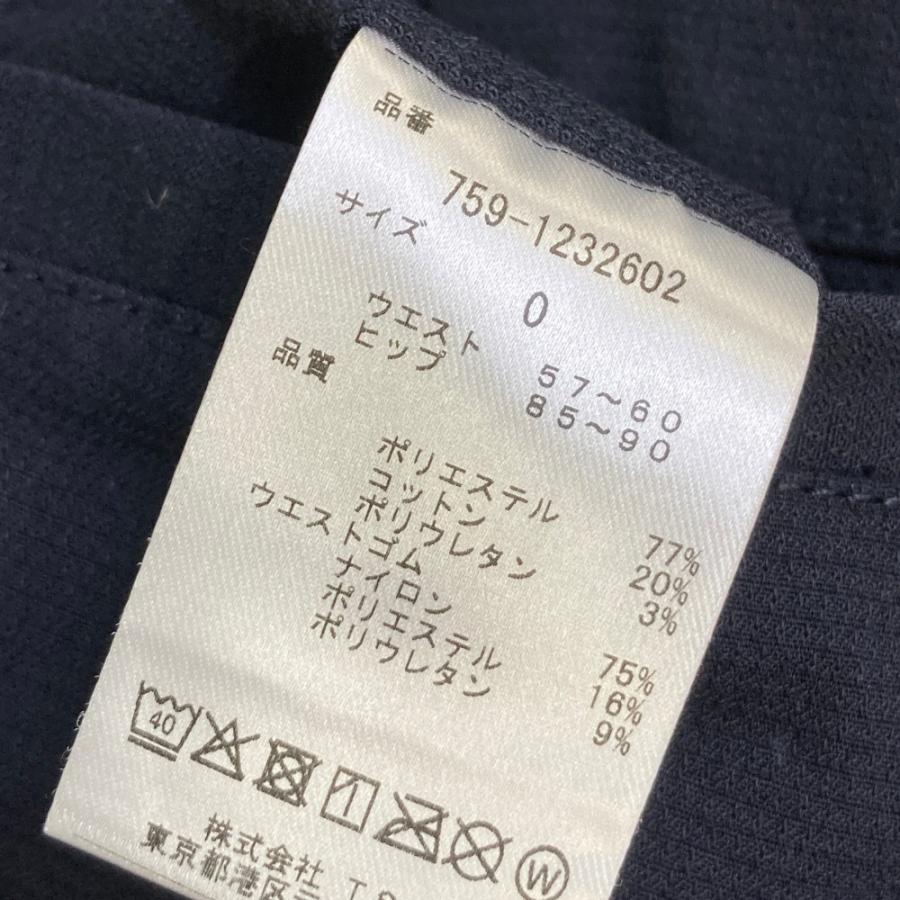 品番
759-1232602
サイズ
0
ウエスト 57～60
ヒップ 85～90
品質
ポリエステル 77%
コットン 20%
ポリウレタン 3%
ウエストゴム
ナイロン 75%
ポリエステル 16%
ポリウレタン 9%
40
W
株式会社 TS
東京都港区